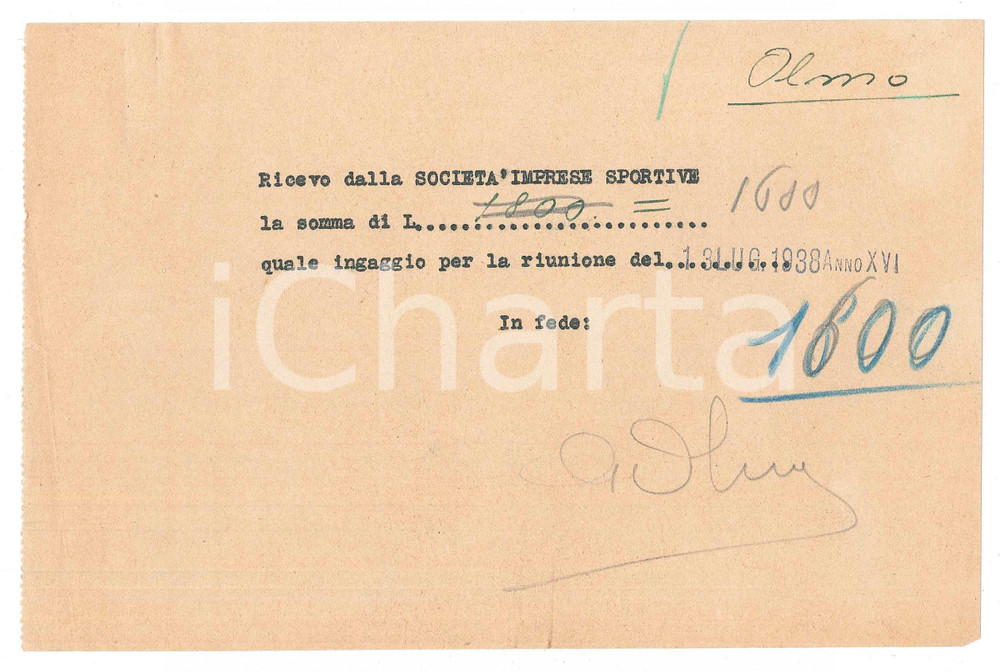 Olmo
Ricevo dalla SOCIETA'IMPRESE SPORTIVE
la somma di L...1800...= 1600
quale ingaggio per la riunione del 13 LUG. 1938 ANNO XVI
In fede:
1600
iCharta
G Olmo